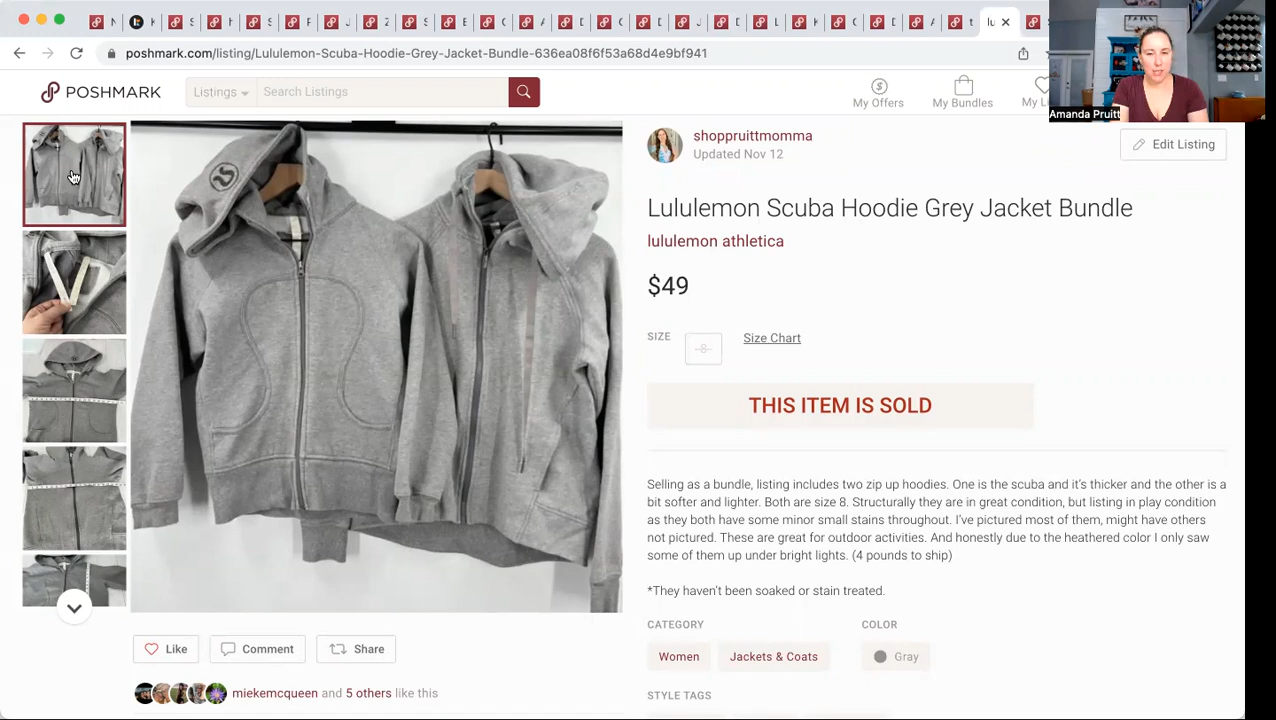 N
S
H
S
F
J
2
S
E
C
A
D
C
D
J
D
L
K
C
D
A
t
lu
S
poshmark.com/listing/Lululemon-Scuba-Hoodie-Grey-Jacket-Bundle-636ea08f6f53a68d4e9bf941
POSHMARK
Listings
Search Listings
My Offers
My Bundles
My Li
Amanda Pruitt
shoppruittmomma
Updated Nov 12
Edit Listing
Lululemon Scuba Hoodie Grey Jacket Bundle
lululemon athletica
$49
SIZE
8
Size Chart
THIS ITEM IS SOLD
Selling as a bundle, listing includes two zip up hoodies. One is the scuba and it's thicker and the other is a
bit softer and lighter. Both are size 8. Structurally they are in great condition, but listing in play condition
as they both have some minor small stains throughout. I've pictured most of them, might have others
not pictured. These are great for outdoor activities. And honestly due to the heathered color I only saw
some of them up under bright lights. (4 pounds to ship)
*They haven't been soaked or stain treated.
CATEGORY
COLOR
Women
Jackets & Coats
Gray
STYLE TAGS
Like
Comment
Share
miekemcqueen and 5 others like this